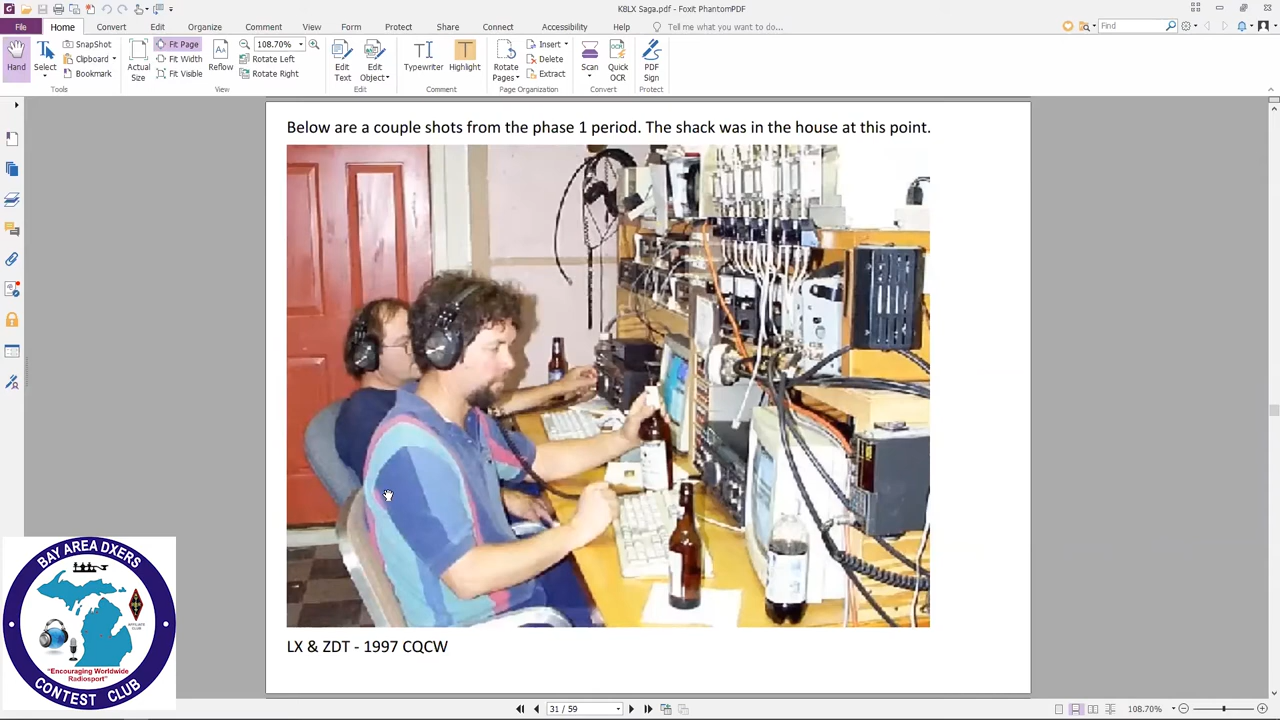 K8LX Saga.pdf - Foxit PhantomPDF
File Home Convert Edit Organize Comment View Form Protect Share Connect Accessibility Help Tell me what you want to do... Find
Hand
Select
SnapShot
Clipboard
Bookmark
Tools
Actual Size
Fit Page
Fit Width
Fit Visible
Reflow
108.70%
Rotate Left
Rotate Right
View
Edit Text
Edit Object
Edit
Typewriter
Highlight
Comment
Rotate Pages
Insert
Delete
Extract
Page Organization
Scan
Quick OCR
Convert
PDF Sign
Protect
Below are a couple shots from the phase 1 period. The shack was in the house at this point.
LX & ZDT - 1997 CQCW
BAY AREA DXERS
AFFILIATE CLUB
"Encouraging Worldwide
Radiosport"
CONTEST CLUB
31 / 59
108.70%